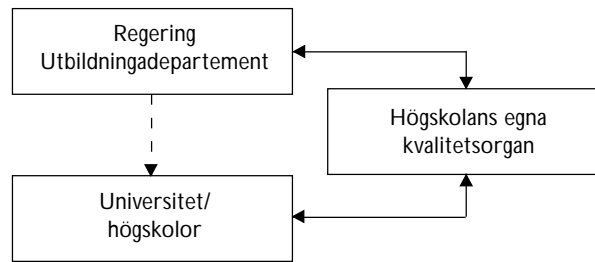 Regering
Utbildningadepartement
Högskolans egna
kvalitetsorgan
Universitet/
högskolor